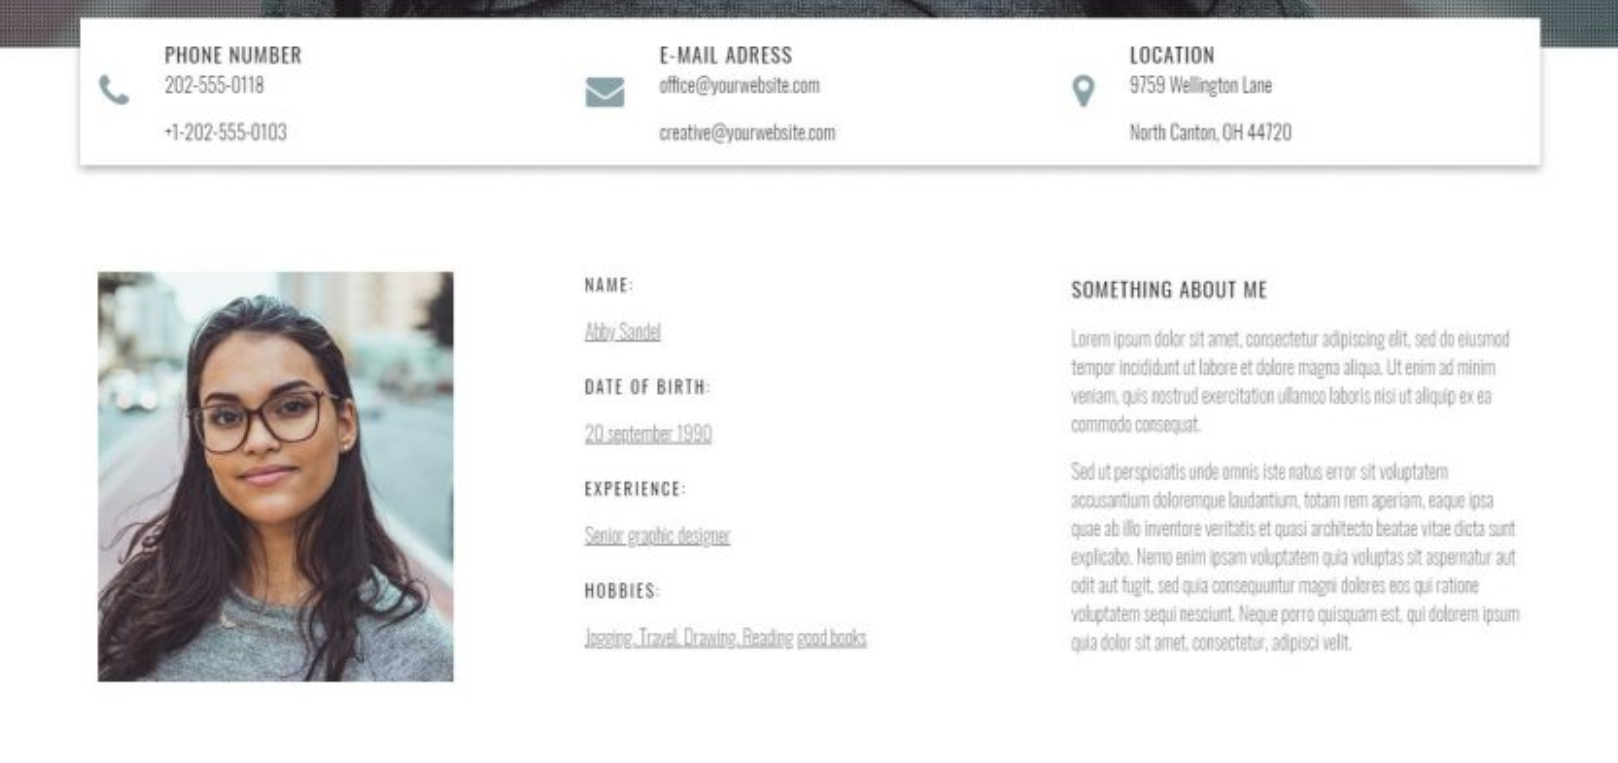 PHONE NUMBER
202-555-0118
+1-202-555-0103
E-MAIL ADRESS
office@yourwebsite.com
creative@yourwebsite.com
LOCATION
9759 Wellington Lane
North Canton, OH 44720
NAME:
Abby Sandel
DATE OF BIRTH:
20 september 1990
EXPERIENCE:
Senior graphic designer
HOBBIES:
Jogging, Travel, Drawing, Reading good books
SOMETHING ABOUT ME
Lorem ipsum dolor sit amet, consectetur adipiscing elit, sed do eiusmod
tempor incididunt ut labore et dolore magna aliqua. Ut enim ad minim
veniam, quis nostrud exercitation ullamco laboris nisi ut aliquip ex ea
commodo consequat.
Sed ut perspiciatis unde omnis iste natus error sit voluptatem
accusantium doloremque laudantium, totam rem aperiam, eaque ipsa
quae ab illo inventore veritatis et quasi architecto beatae vitae dicta sunt
explicabo. Nemo enim ipsam voluptatem quia voluptas sit aspernatur aut
odit aut fugit, sed quia consequuntur magni dolores eos qui ratione
voluptatem sequi nesciunt. Neque porro quisquam est, qui dolorem ipsum
quia dolor sit amet, consectetur, adipisci velit.